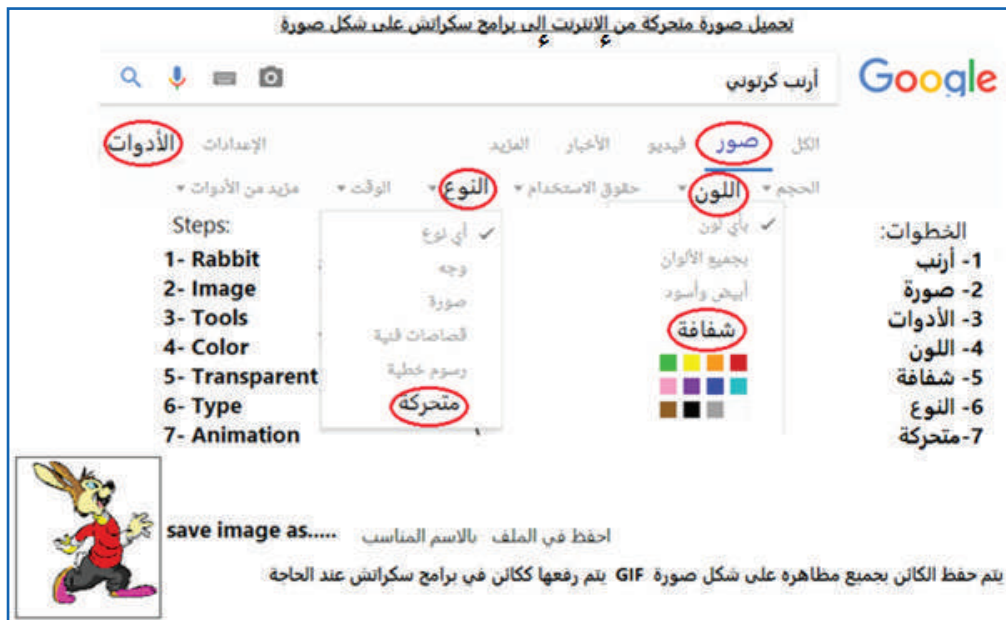 تحميل صورة متحركة من الإنترنت إلى برامج سكراتش على شكل صورة
Google
أرنب كرتوني
الكل صور فيديو الأخبار المزيد الإعدادات الأدوات
الحجم اللون حقوق الاستخدام النوع الوقت مزيد من الأدوات
بأي لون
بجميع الألوان
أبيض وأسود
شفافة
أي نوع
وجه
صورة
قصاصات فنية
رسوم خطية
متحركة
الخطوات:
1- أرنب
2- صورة
3- الأدوات
4- اللون
5- شفافة
6- النوع
7-متحركة
Steps:
1- Rabbit
2- Image
3- Tools
4- Color
5- Transparent
6- Type
7- Animation
save image as..... احفظ في الملف بالاسم المناسب
يتم حفظ الكائن بجميع مظاهره على شكل صورة GIF يتم رفعها ككائن في برامج سكراتش عند الحاجة